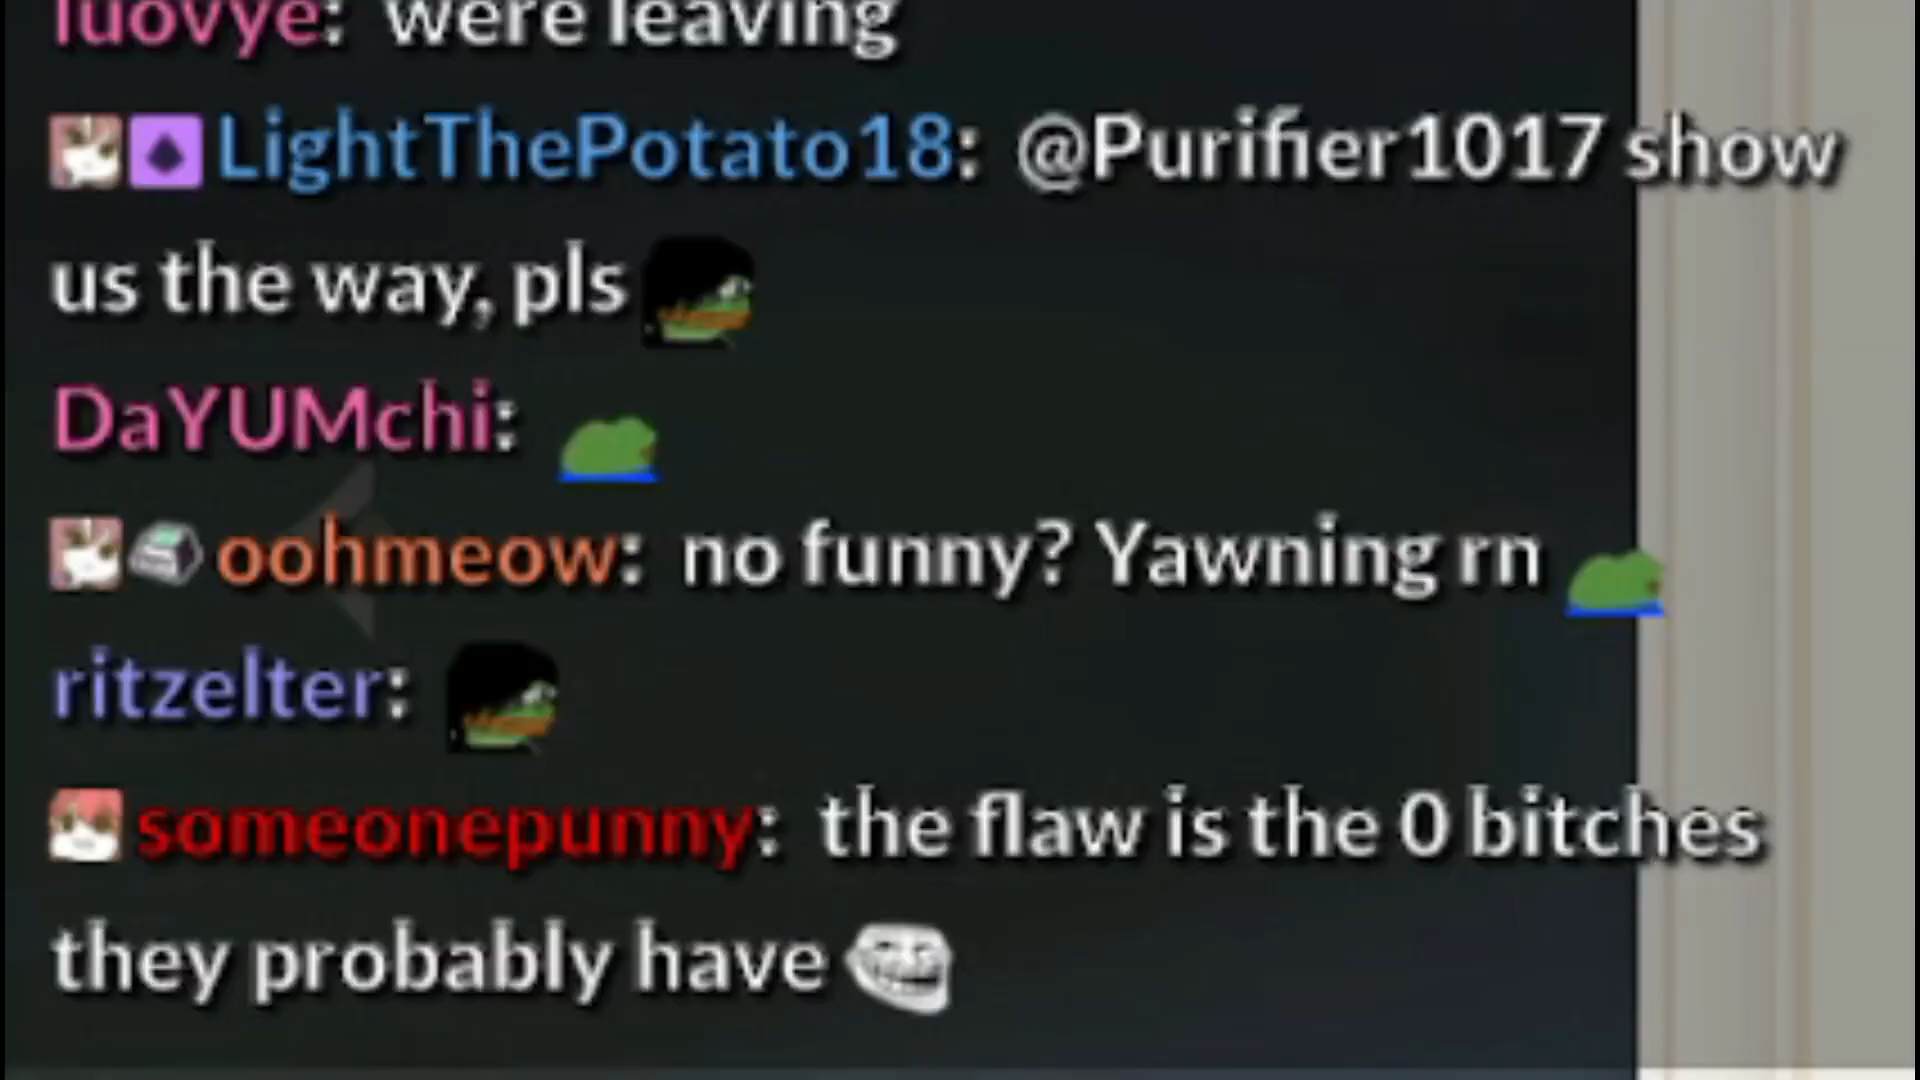 luovye: were leaving
LightThePotato18: @Purifier1017 show
us the way, pls
DaYUMchi:
oohmeow: no funny? Yawning rn
ritzelter:
someonepunny: the flaw is the 0 bitches
they probably have